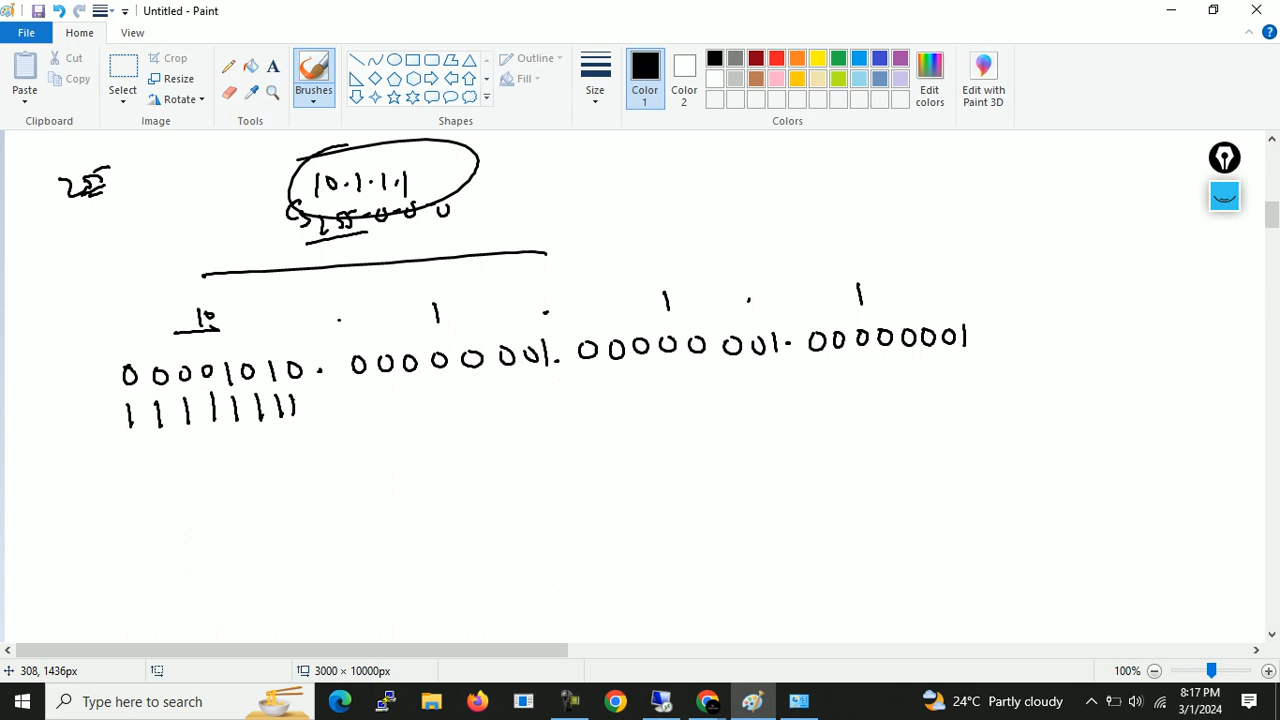 Untitled - Paint
File Home View
Paste Cut Copy
Clipboard
Select Crop Resize Rotate
Image
Tools
Brushes
Outline Fill
Shapes
Size
Color 1 Color 2
Edit colors
Colors
Edit with Paint 3D
255
10.1.1.1
255.0.0 0
10 . 1 . 1 . 1
00001010. 00000001. 00000001. 00000001
11111111
308, 1436px 3000 × 10000px 100%
Type here to search 24°C Partly cloudy 8:17 PM
3/1/2024